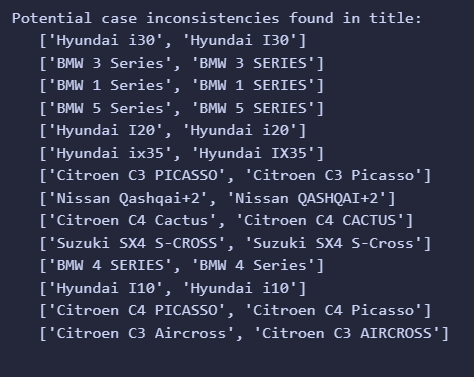 Potential case inconsistencies found in title:
['Hyundai i30', 'Hyundai I30']
['BMW 3 Series', 'BMW 3 SERIES']
['BMW 1 Series', 'BMW 1 SERIES']
['BMW 5 Series', 'BMW 5 SERIES']
['Hyundai I20', 'Hyundai i20']
['Hyundai ix35', 'Hyundai IX35']
['Citroen C3 PICASSO', 'Citroen C3 Picasso']
['Nissan Qashqai+2', 'Nissan QASHQAI+2']
['Citroen C4 Cactus', 'Citroen C4 CACTUS']
['Suzuki SX4 S-CROSS', 'Suzuki SX4 S-Cross']
['BMW 4 SERIES', 'BMW 4 Series']
['Hyundai I10', 'Hyundai i10']
['Citroen C4 PICASSO', 'Citroen C4 Picasso']
['Citroen C3 Aircross', 'Citroen C3 AIRCROSS']